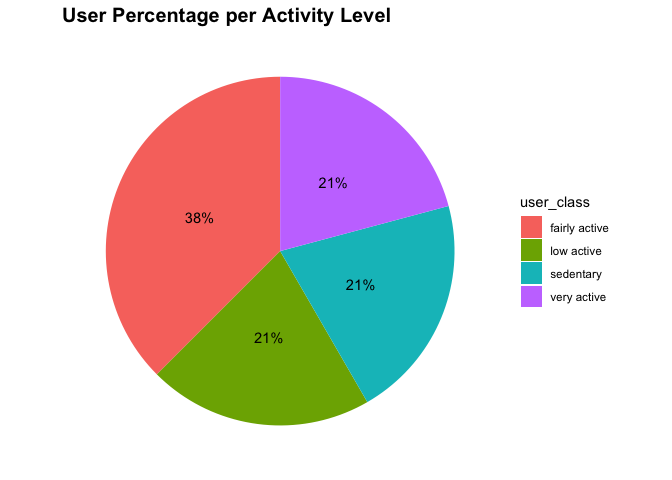 User Percentage per Activity Level
21%
38%
21%
21%
user_class
fairly active
low active
sedentary
very active